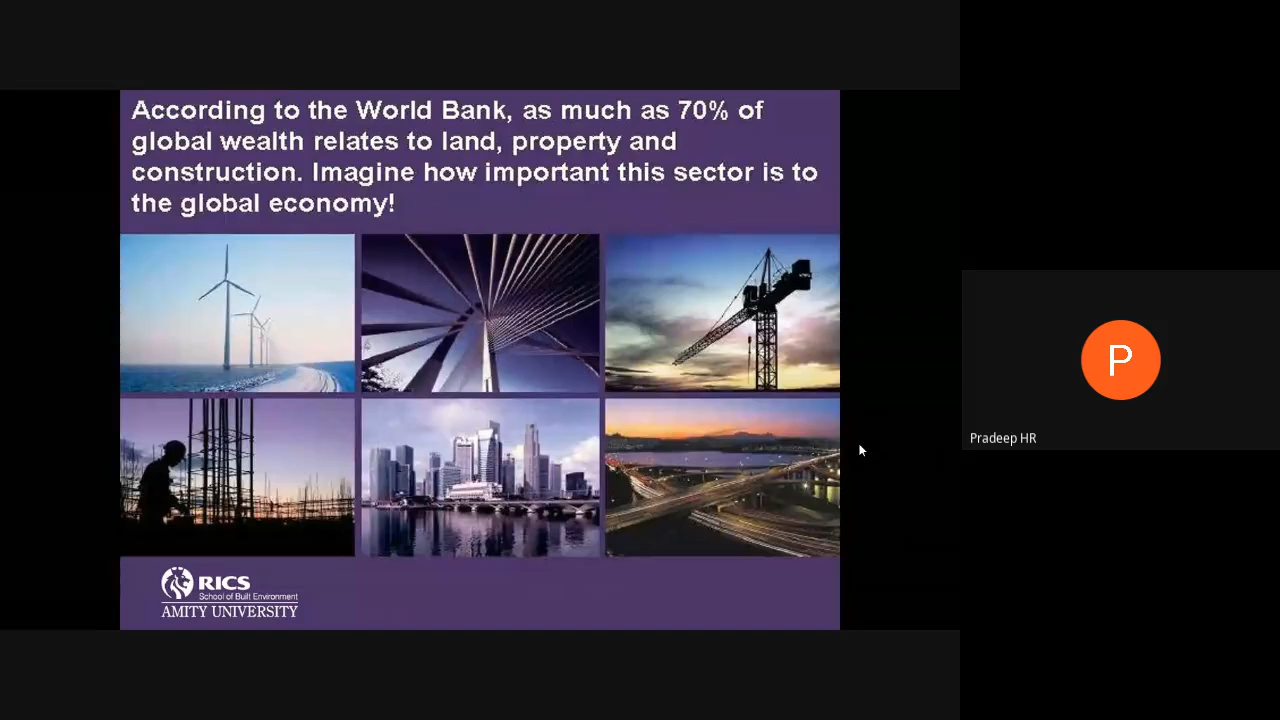 According to the World Bank, as much as 70% of
global wealth relates to land, property and
construction. Imagine how important this sector is to
the global economy!
RICS
School of Built Environment
AMITY UNIVERSITY
P
Pradeep HR